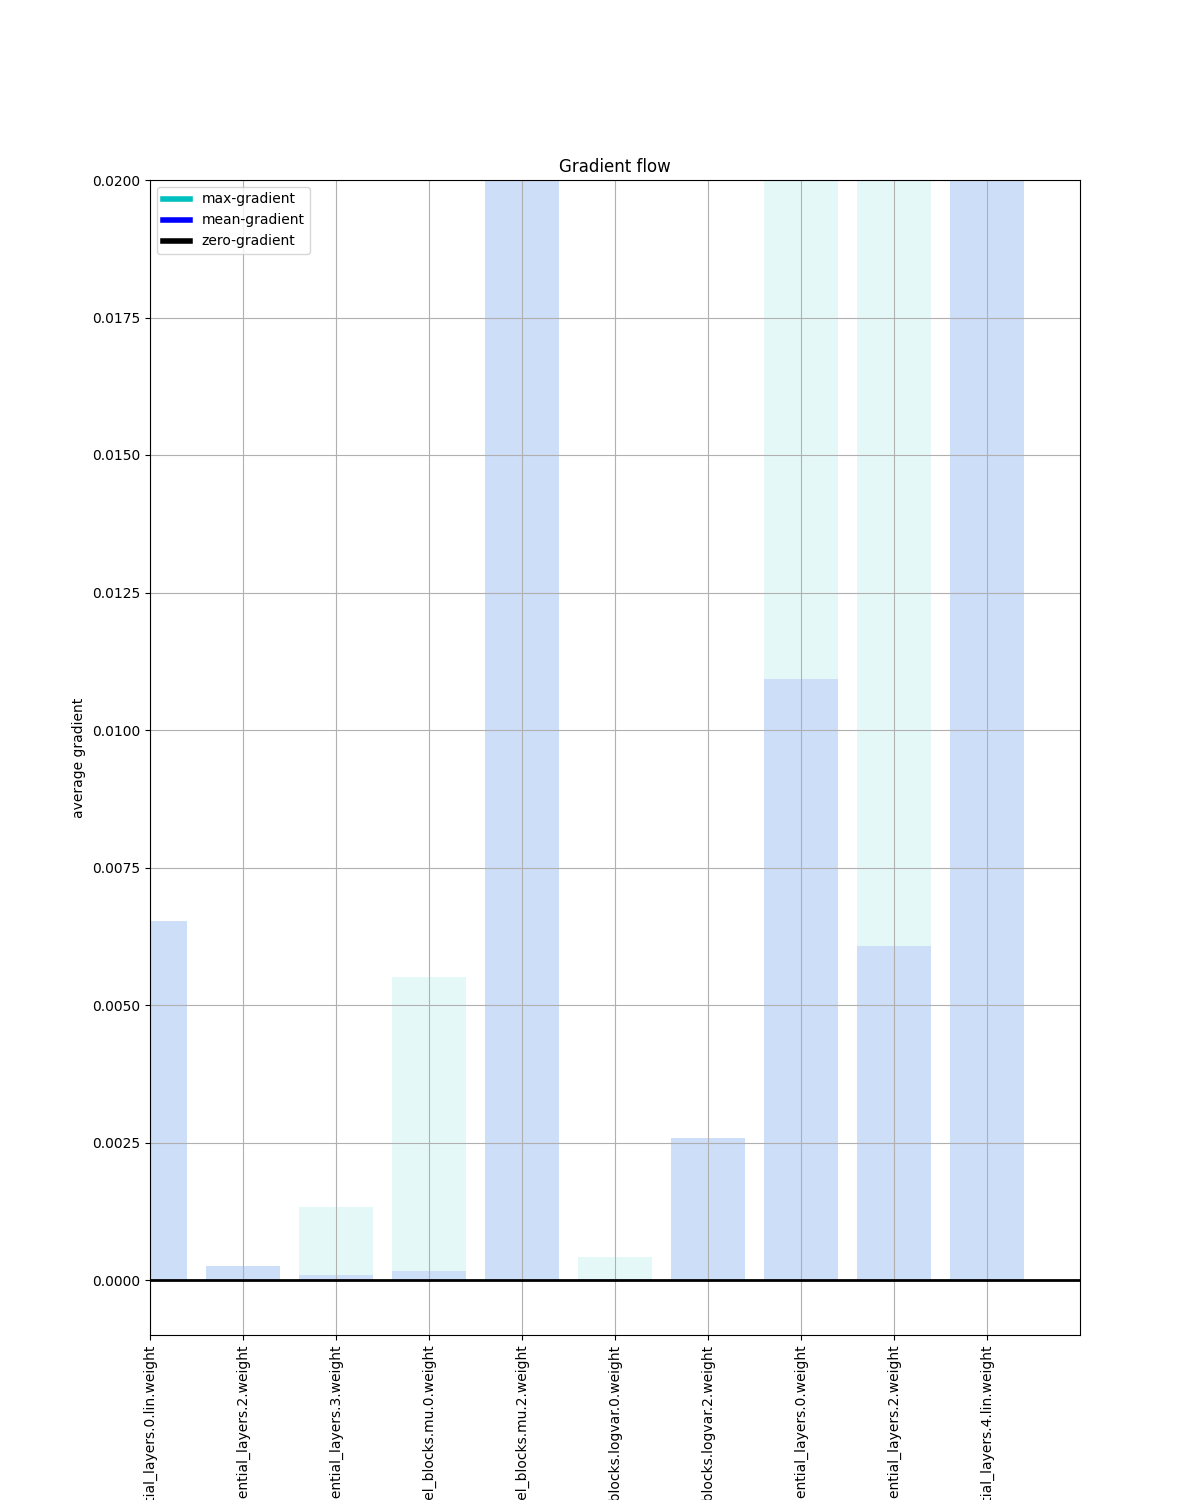 Gradient flow
max-gradient
mean-gradient
zero-gradient
average gradient
0.0200
0.0175
0.0150
0.0125
0.0100
0.0075
0.0050
0.0025
0.0000
tial_layers.0.lin.weight
ential_layers.2.weight
ential_layers.3.weight
el_blocks.mu.0.weight
el_blocks.mu.2.weight
blocks.logvar.0.weight
blocks.logvar.2.weight
ential_layers.0.weight
ential_layers.2.weight
tial_layers.4.lin.weight